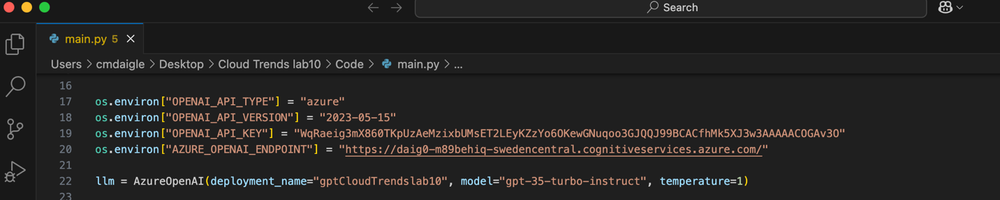 Search
main.py 5
Users > cmdaigle > Desktop > Cloud Trends lab10 > Code > main.py > ...
16
17 os.environ["OPENAI_API_TYPE"] = "azure"
18 os.environ["OPENAI_API_VERSION"] = "2023-05-15"
19 os.environ["OPENAI_API_KEY"] = "WqRaeig3mX860TKpUzAeMzixbUMsET2LEyKZzYo6OKewGNuqoo3GJQQJ99BCACfhMk5XJ3w3AAAAACOGAv3O"
20 os.environ["AZURE_OPENAI_ENDPOINT"] = "https://daig0-m89behiq-swedencentral.cognitiveservices.azure.com/"
21
22 llm = AzureOpenAI(deployment_name="gptCloudTrendslab10", model="gpt-35-turbo-instruct", temperature=1)
23